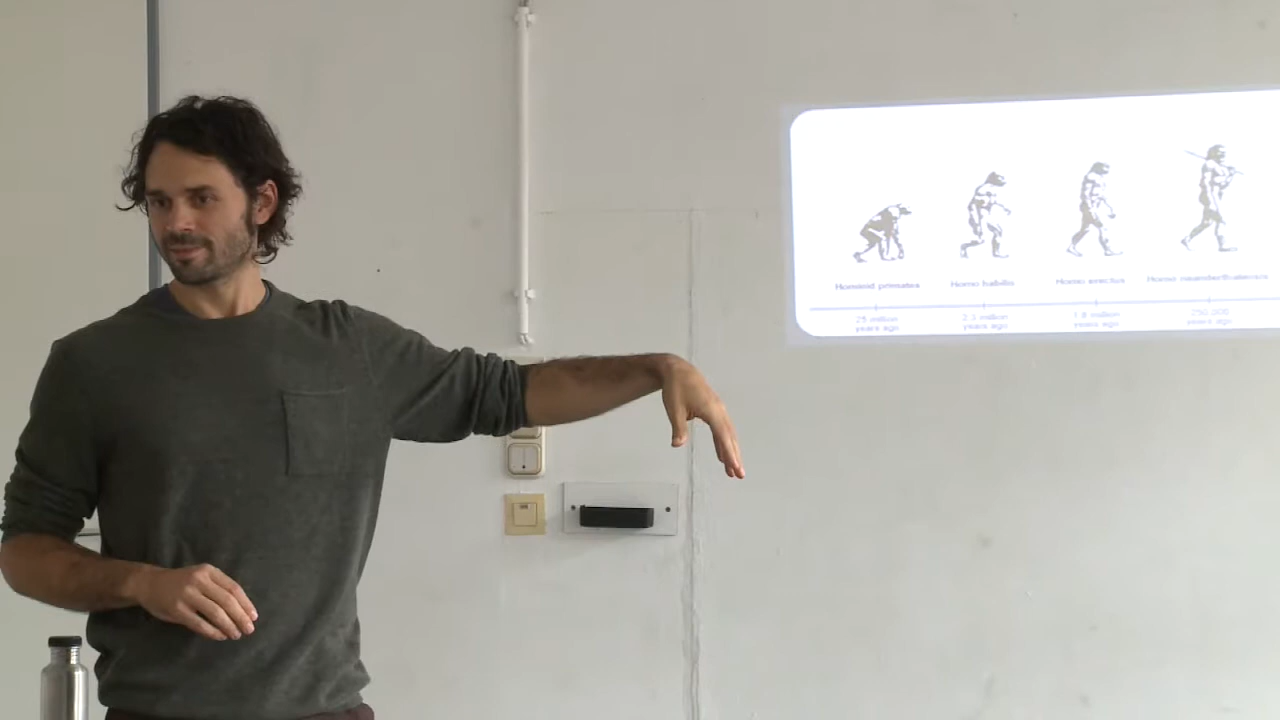 Hominid primates
Homo habilis
Homo erectus
Homo neanderthalensis
25 million
years ago
2.3 million
years ago
1.8 million
years ago
250,000
years ago